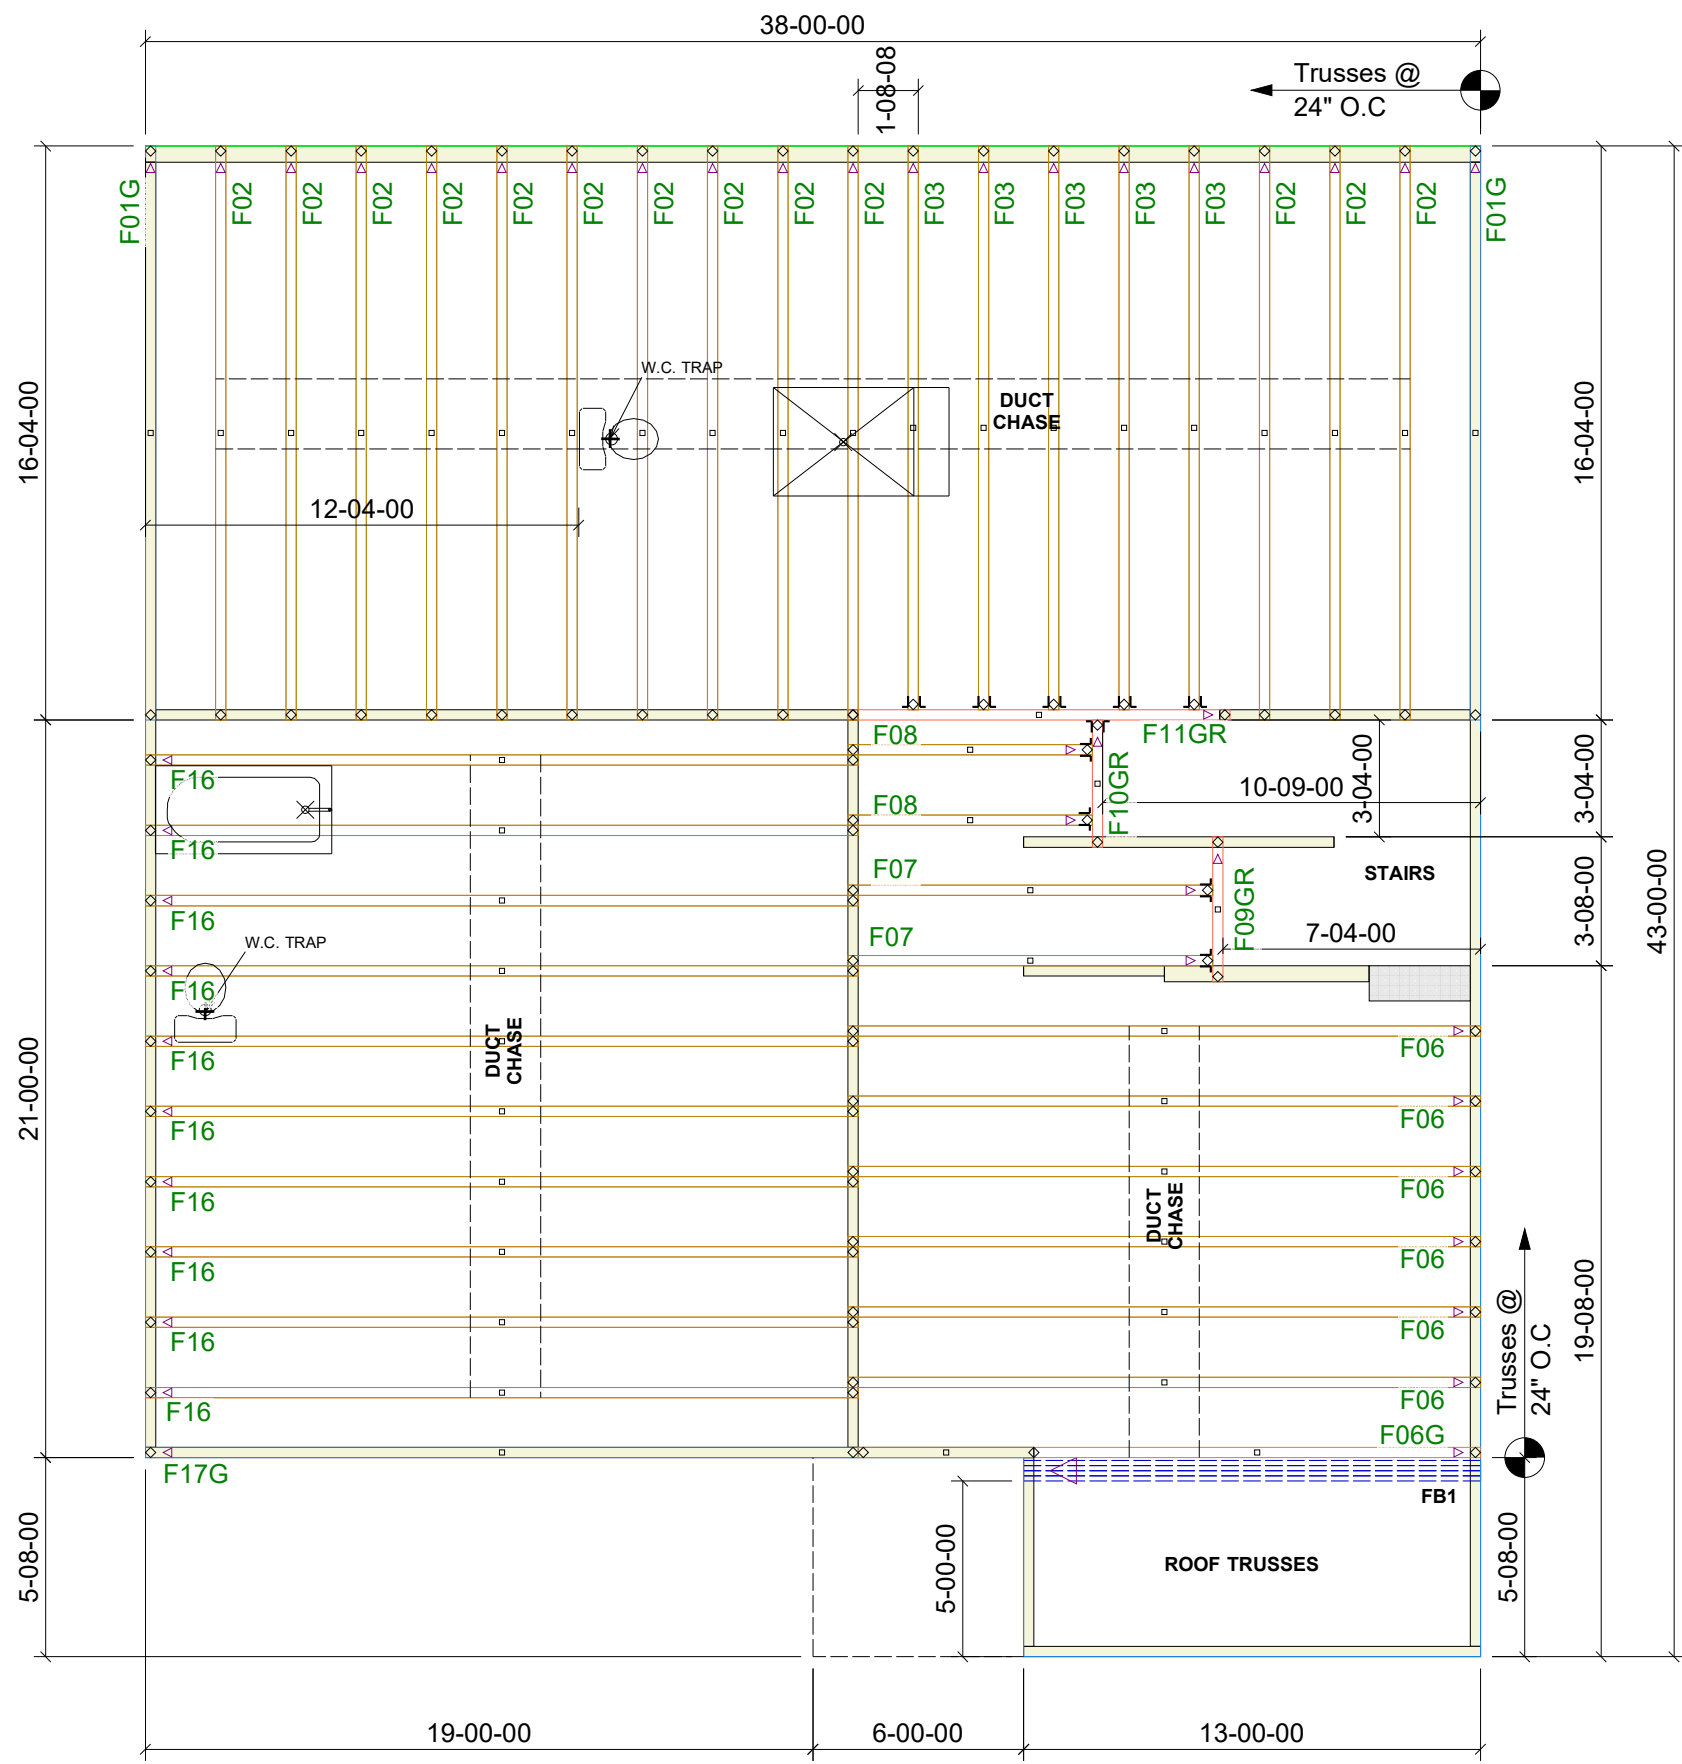 38-00-00
1-08-08
Trusses @
24" O.C
F01G
F02
F02
F02
F02
F02
F02
F02
F02
F02
F02
F03
F03
F03
F03
F03
F02
F02
F02
F01G
W.C. TRAP
DUCT
CHASE
16-04-00
16-04-00
12-04-00
F08
F11GR
F16
F10GR
10-09-00
3-04-00
3-04-00
F08
F16
F07
STAIRS
F16
F09GR
3-08-00
43-00-00
F07
7-04-00
W.C. TRAP
F16
DUCT
CHASE
F16
F06
21-00-00
F16
F06
F16
F06
DUCT
CHASE
F16
F06
F16
F06
Trusses @
24" O.C
19-08-00
F16
F06
F06G
F17G
FB1
5-08-00
5-00-00
ROOF TRUSSES
5-08-00
19-00-00
6-00-00
13-00-00